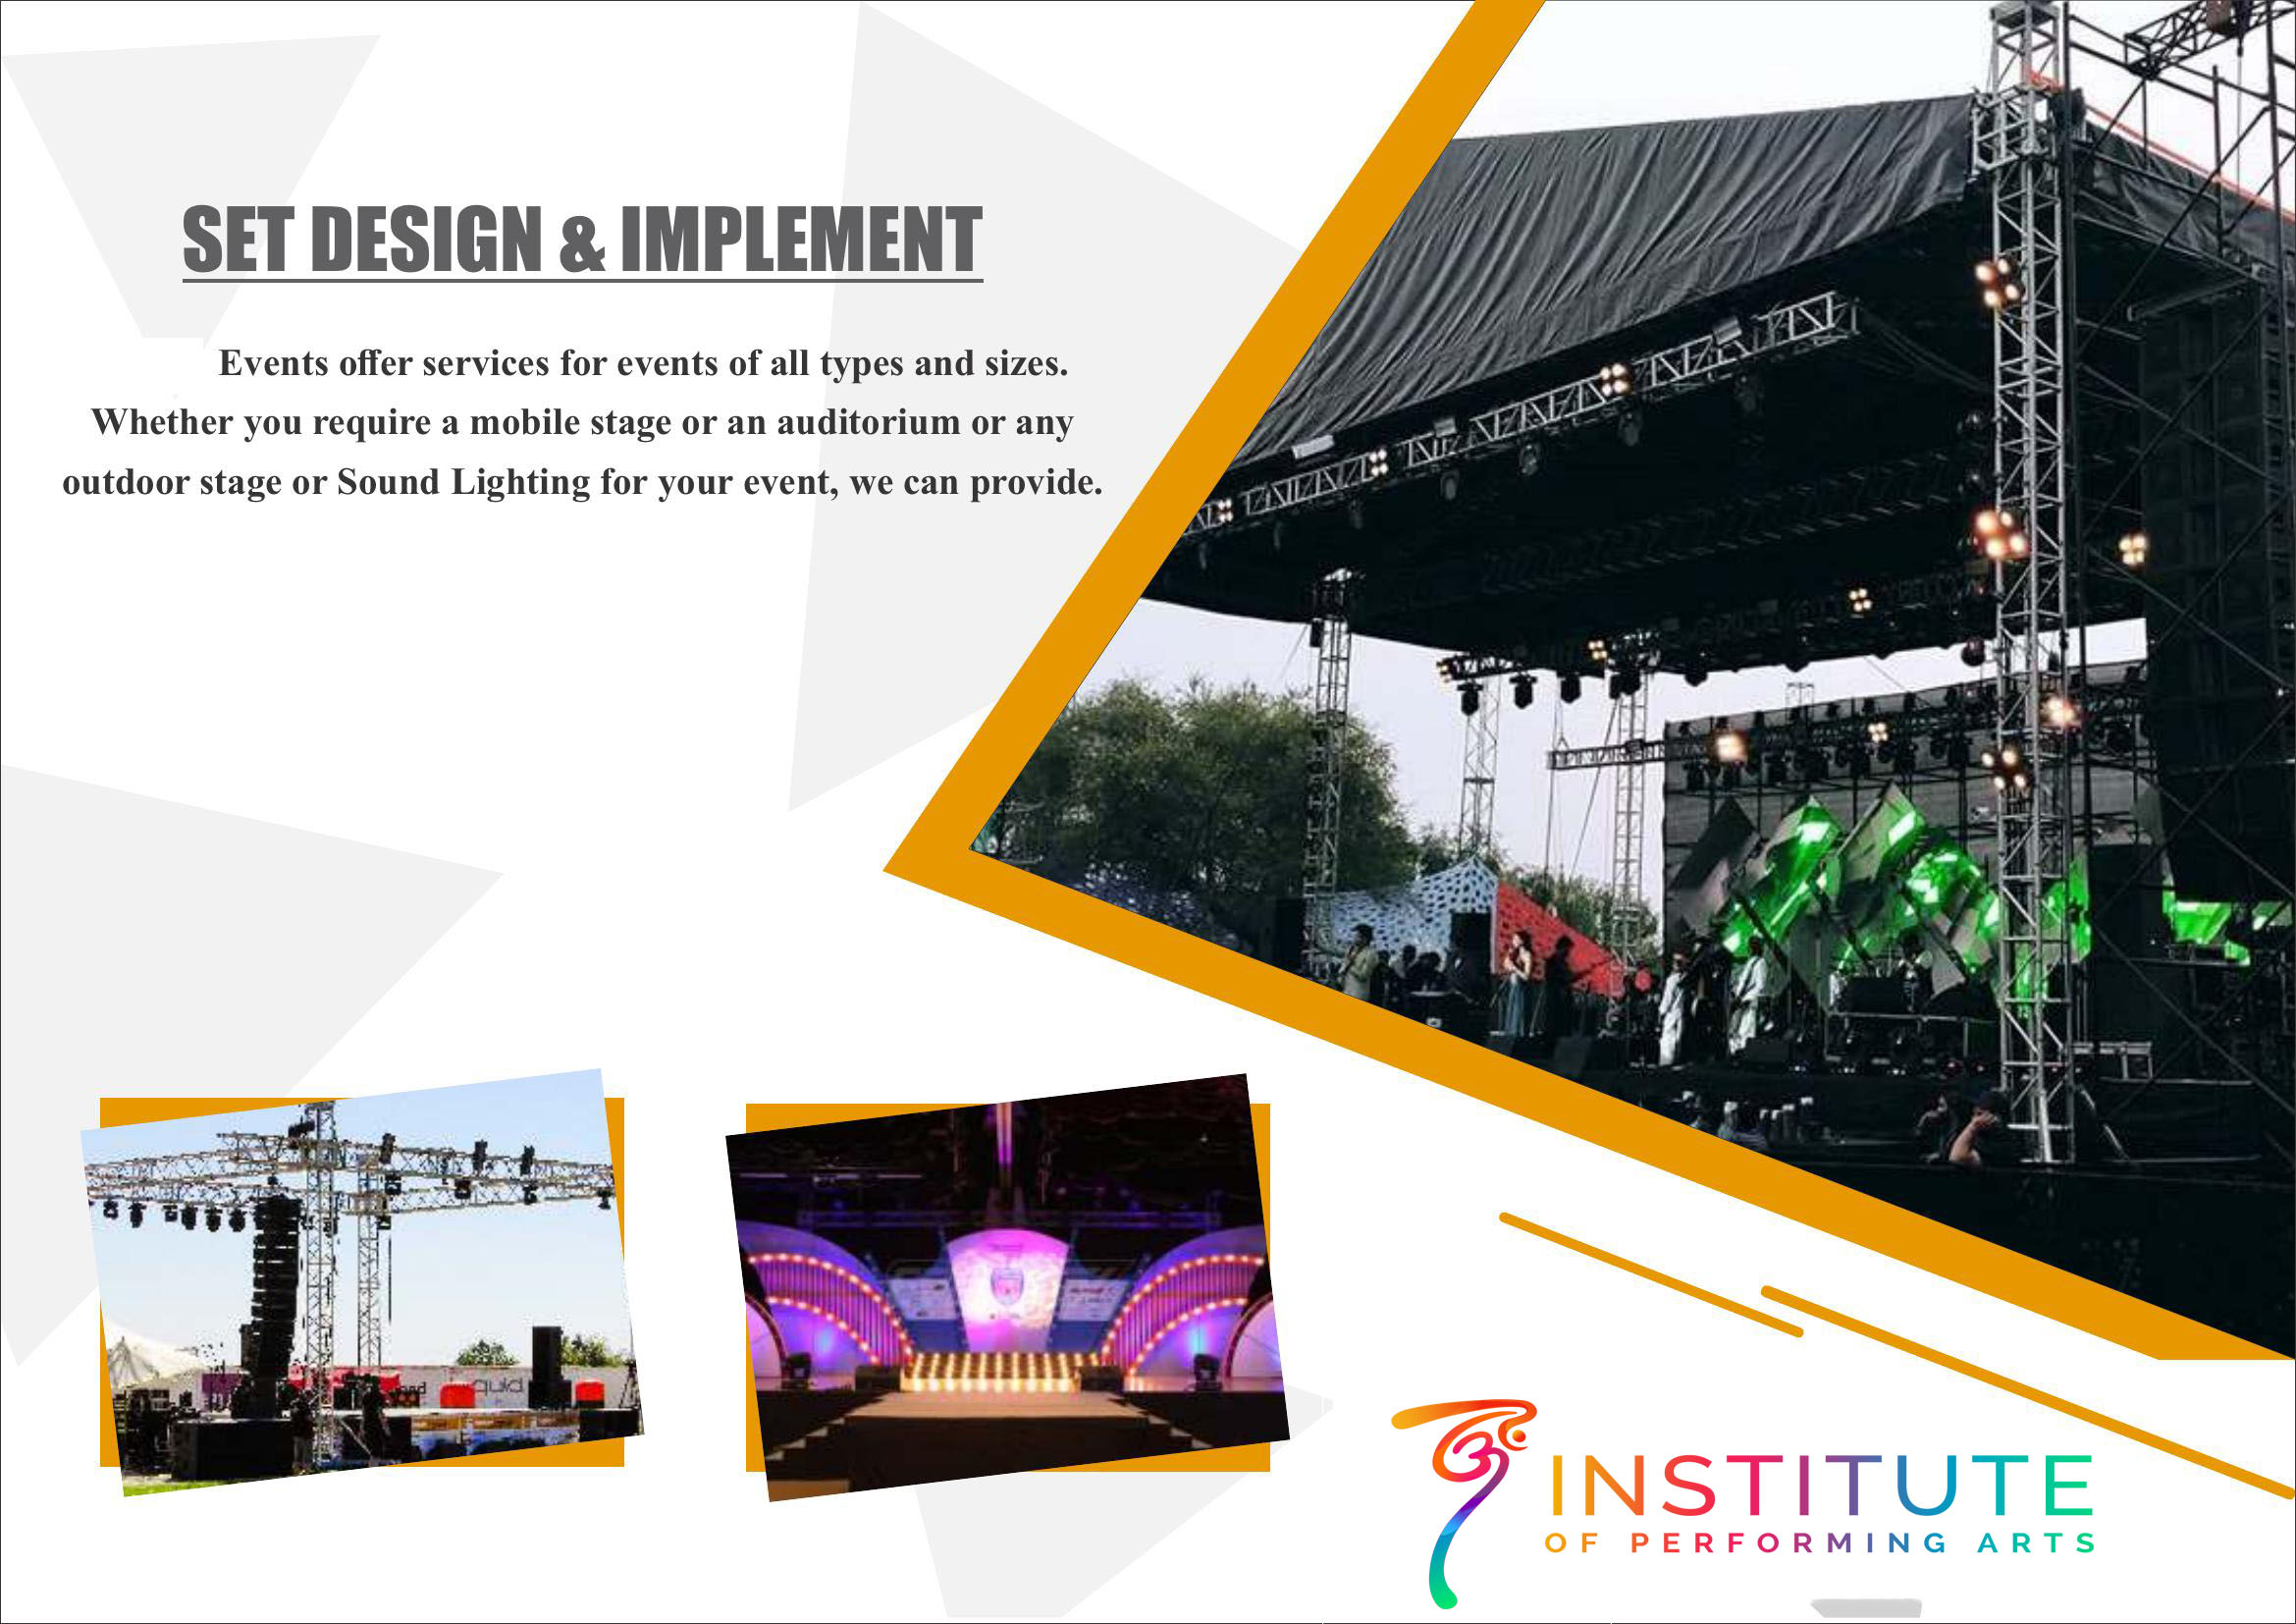 SET DESIGN & IMPLEMENT
Events offer services for events of all types and sizes.
Whether you require a mobile stage or an auditorium or any
outdoor stage or Sound Lighting for your event, we can provide.
quid
INSTITUTE
OF PERFORMING ARTS